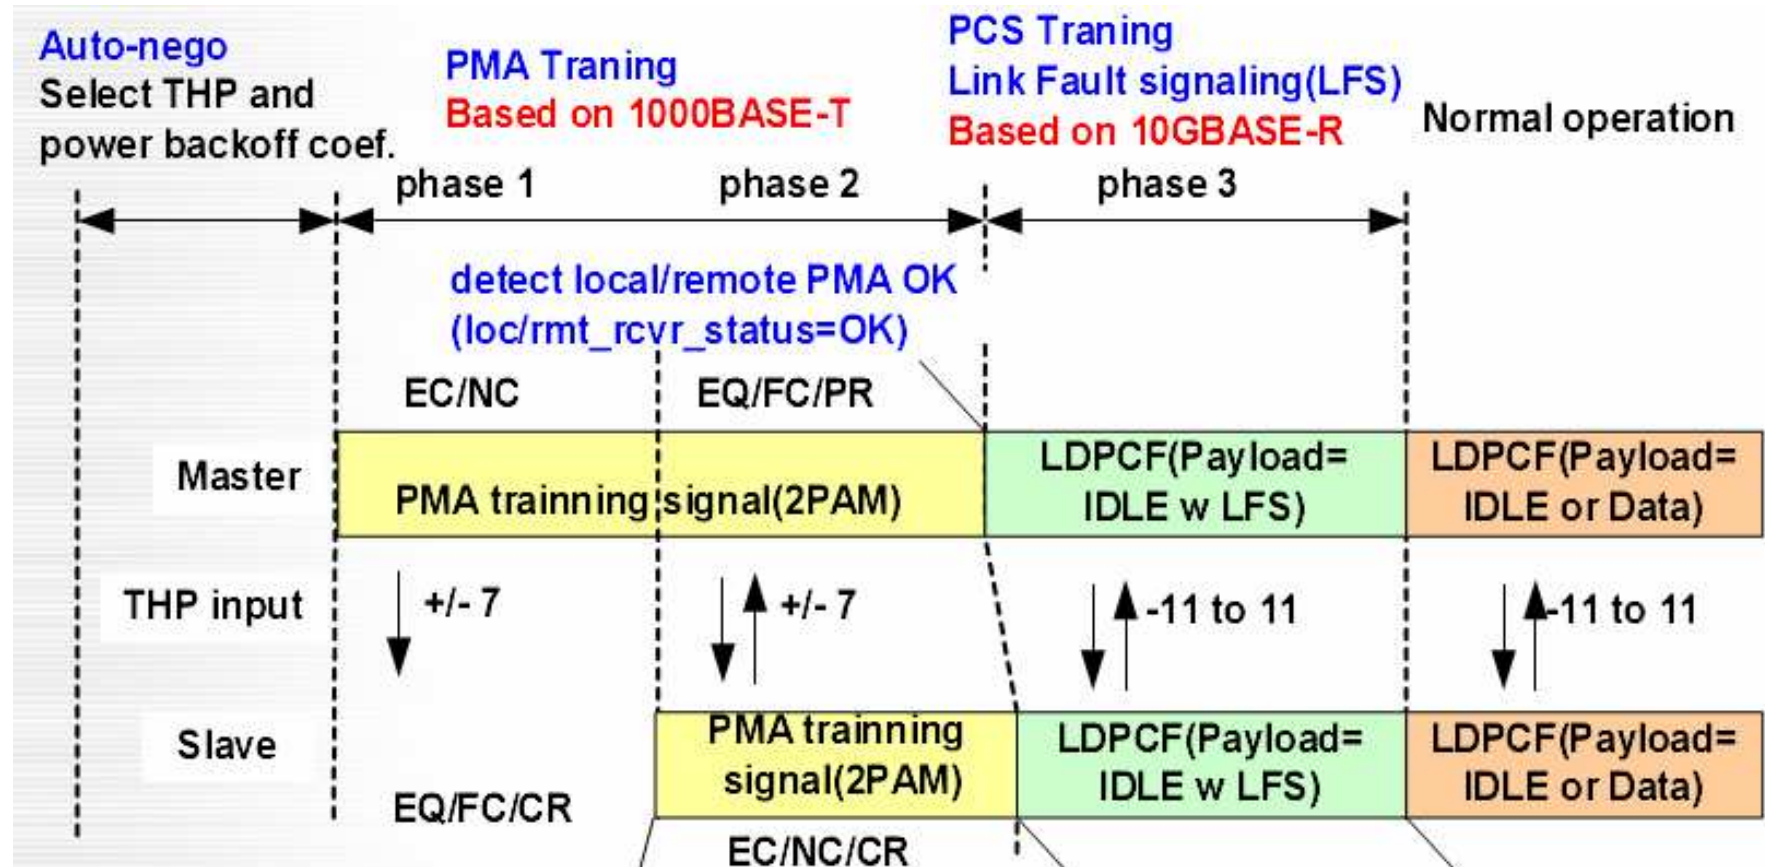 Auto-nego
Select THP and
power backoff coef.
PMA Traning
Based on 1000BASE-T
PCS Traning
Link Fault signaling(LFS)
Based on 10GBASE-R
Normal operation
phase 1
phase 2
phase 3
detect local/remote PMA OK
(loc/rmt_rcvr_status=OK)
EC/NC
EQ/FC/PR
Master
PMA trainning signal(2PAM)
LDPCF(Payload=
IDLE w LFS)
LDPCF(Payload=
IDLE or Data)
THP input
+/- 7
+/- 7
-11 to 11
-11 to 11
Slave
PMA trainning
signal(2PAM)
LDPCF(Payload=
IDLE w LFS)
LDPCF(Payload=
IDLE or Data)
EQ/FC/CR
EC/NC/CR